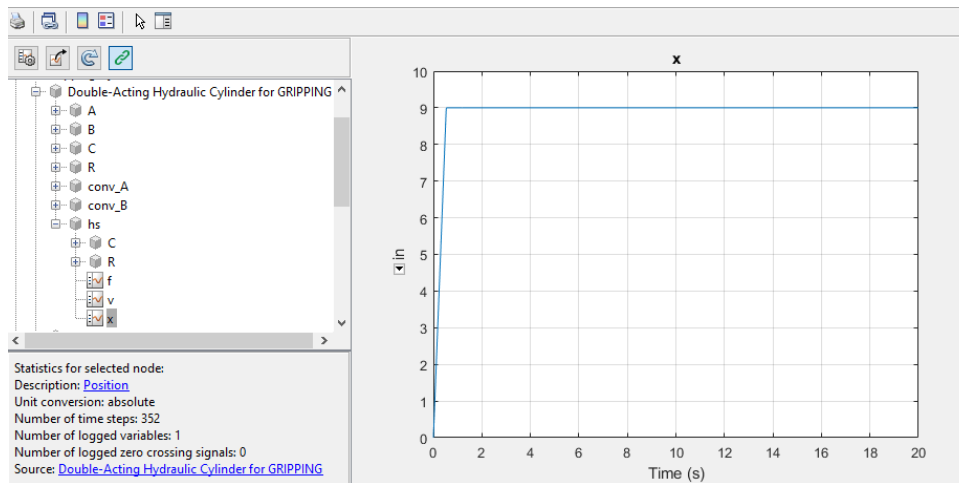 Double-Acting Hydraulic Cylinder for GRIPPING
A
B
C
R
conv_A
conv_B
hs
C
R
f
v
x
Statistics for selected node:
Description: Position
Unit conversion: absolute
Number of time steps: 352
Number of logged variables: 1
Number of logged zero crossing signals: 0
Source: Double-Acting Hydraulic Cylinder for GRIPPING
x
10
9
8
7
6
5
4
3
2
1
0
in
0 2 4 6 8 10 12 14 16 18 20
Time (s)